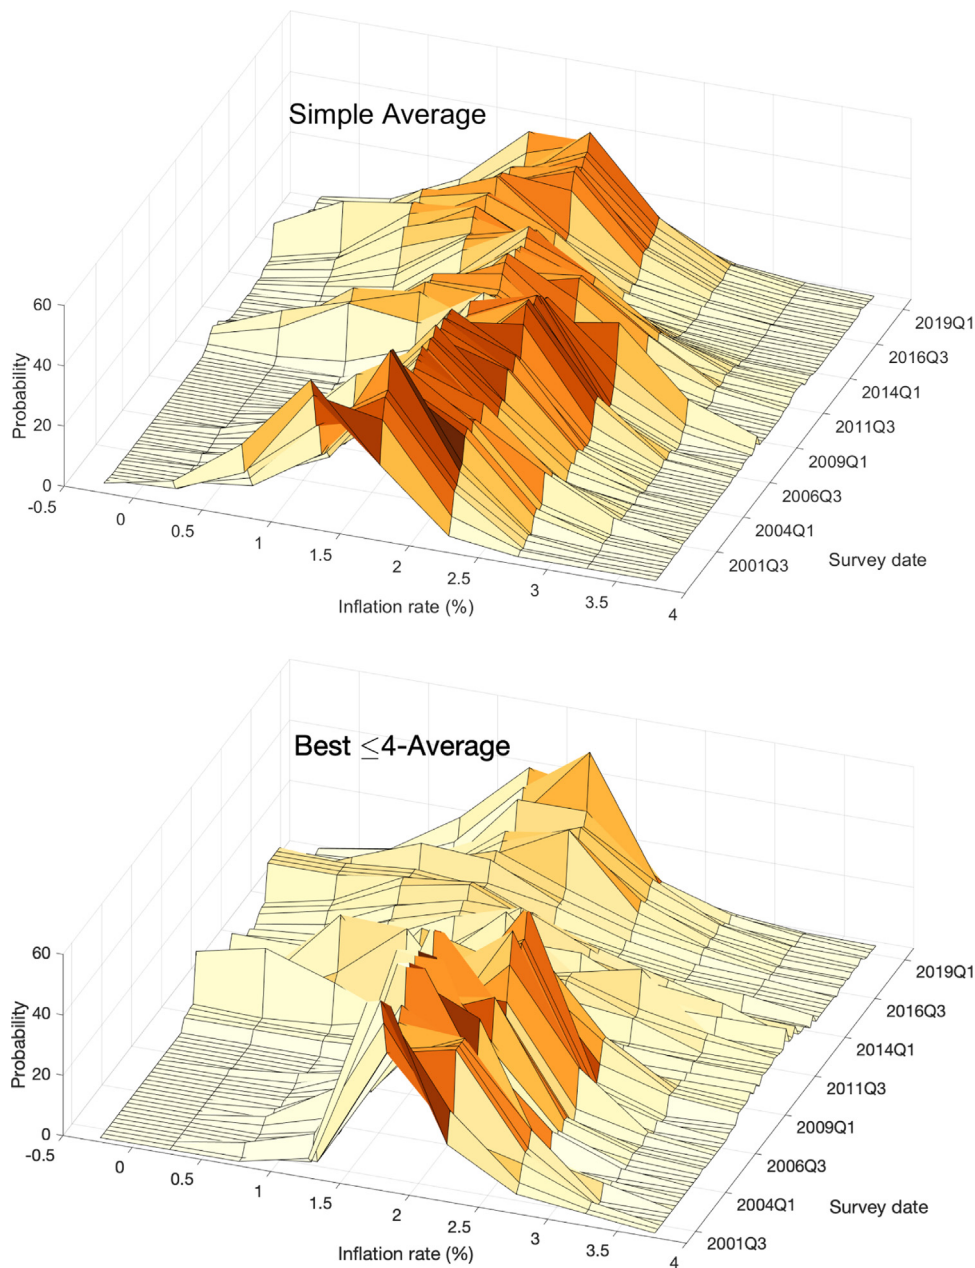 Simple Average
60
40
20
0
Probability
-0.5
0
0.5
1
1.5
2
2.5
3
3.5
4
Inflation rate (%)
2019Q1
2016Q3
2014Q1
2011Q3
2009Q1
2006Q3
2004Q1
2001Q3
Survey date
Best ≤4-Average
60
40
20
0
Probability
-0.5
0
0.5
1
1.5
2
2.5
3
3.5
4
Inflation rate (%)
2019Q1
2016Q3
2014Q1
2011Q3
2009Q1
2006Q3
2004Q1
2001Q3
Survey date